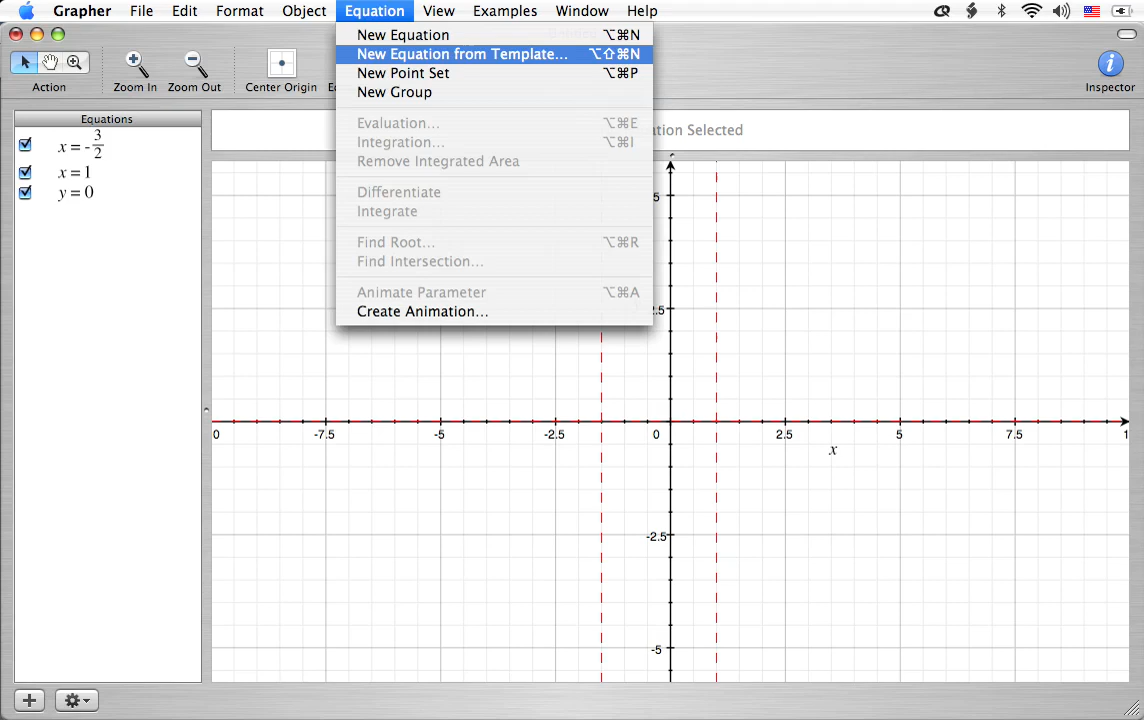 Grapher File Edit Format Object Equation View Examples Window Help
New Equation ⌥⌘N
New Equation from Template... ⌥⇧⌘N
New Point Set ⌥⌘P
New Group
Evaluation... ⌥⌘E
Integration... ⌥⌘I
Remove Integrated Area
Differentiate
Integrate
Find Root... ⌥⌘R
Find Intersection...
Animate Parameter ⌥⌘A
Create Animation...
Action Zoom In Zoom Out Center Origin
Inspector
Equations
x = -3/2
x = 1
y = 0
Selected
5
2.5
0 -7.5 -5 -2.5 0 2.5 5 7.5 1
x
-2.5
-5